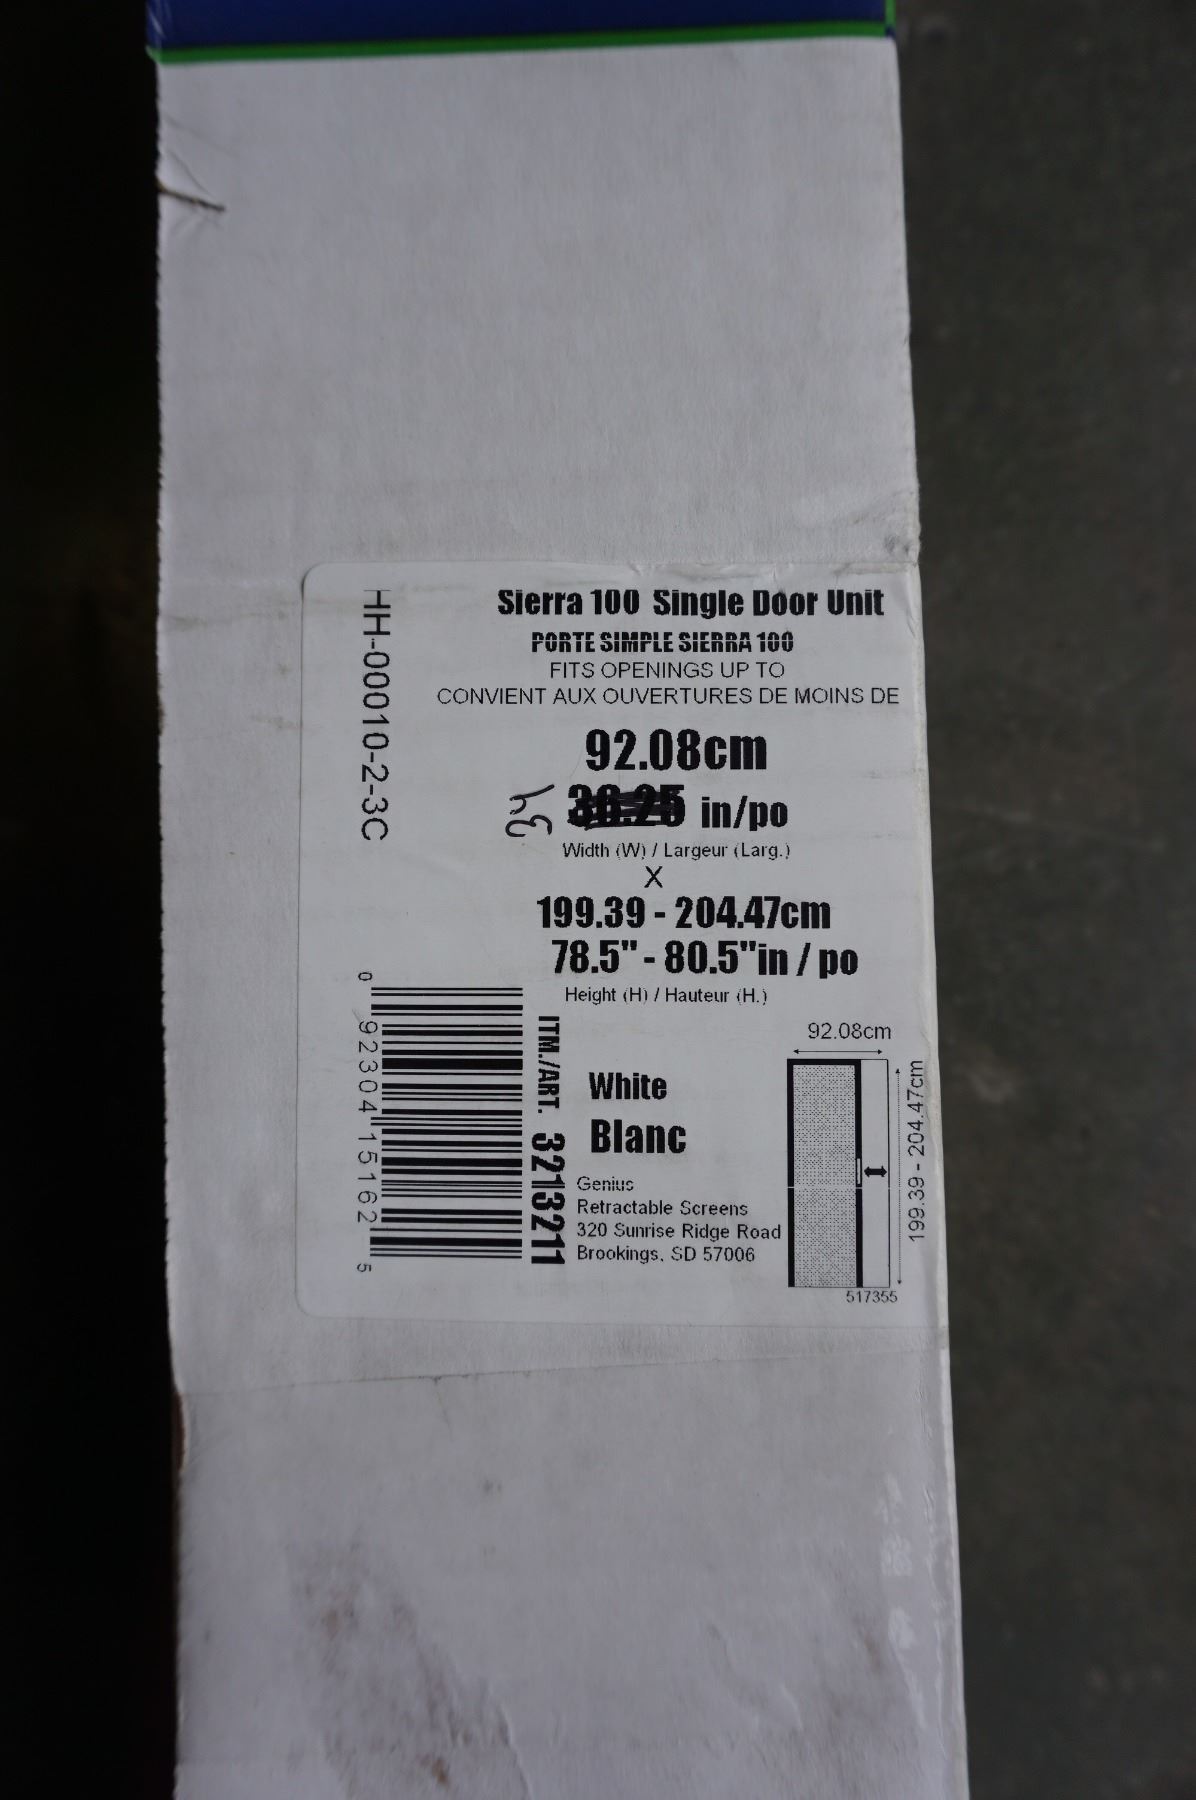 Sierra 100 Single Door Unit
PORTE SIMPLE SIERRA 100
FITS OPENINGS UP TO
CONVIENT AUX OUVERTURES DE MOINS DE
92.08cm
34 36.25 in/po
Width (W) / Largeur (Larg.)
X
199.39 - 204.47cm
78.5" - 80.5"in / po
Height (H) / Hauteur (H.)
HH-00010-2-3C
0 92304 15162 5
ITM./ART. 3213211
White
Blanc
Genius
Retractable Screens
320 Sunrise Ridge Road
Brookings, SD 57006
92.08cm
199.39 - 204.47cm
517355